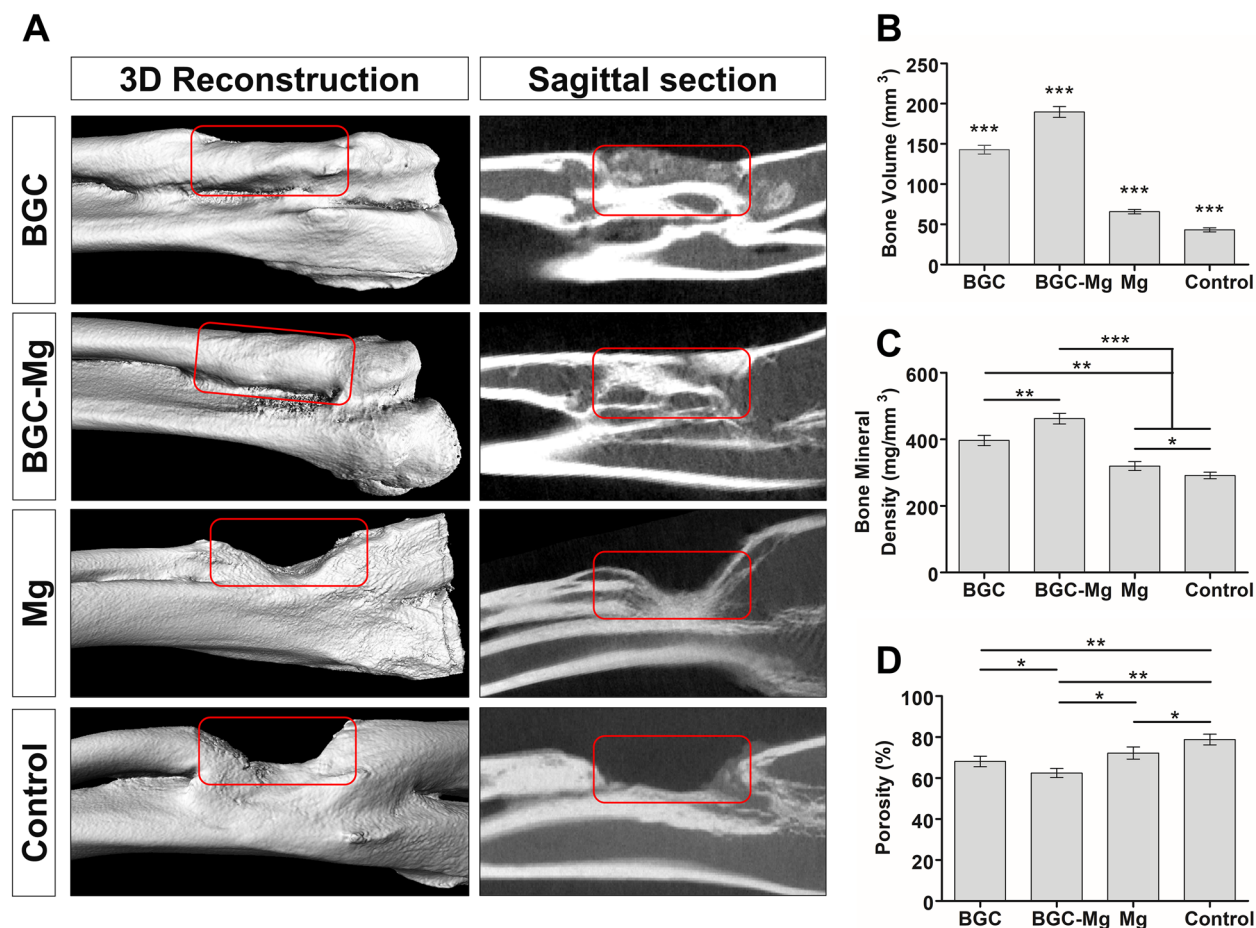 A
3D Reconstruction
Sagittal section
BGC
BGC-Mg
Mg
Control
B
Bone Volume (mm³)
250
200
150
100
50
0
***
***
***
***
BGC
BGC-Mg
Mg
Control
C
Bone Mineral
Density (mg/mm³)
600
400
200
0
***
**
**
*
BGC
BGC-Mg
Mg
Control
D
Porosity (%)
100
80
60
40
20
0
**
*
**
*
*
BGC
BGC-Mg
Mg
Control